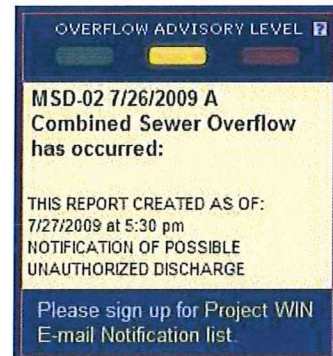 OVERFLOW ADVISORY LEVEL ?
MSD-02 7/26/2009 A
Combined Sewer Overflow
has occurred:
THIS REPORT CREATED AS OF:
7/27/2009 at 5:30 pm
NOTIFICATION OF POSSIBLE
UNAUTHORIZED DISCHARGE
Please sign up for Project WIN
E-mail Notification list.